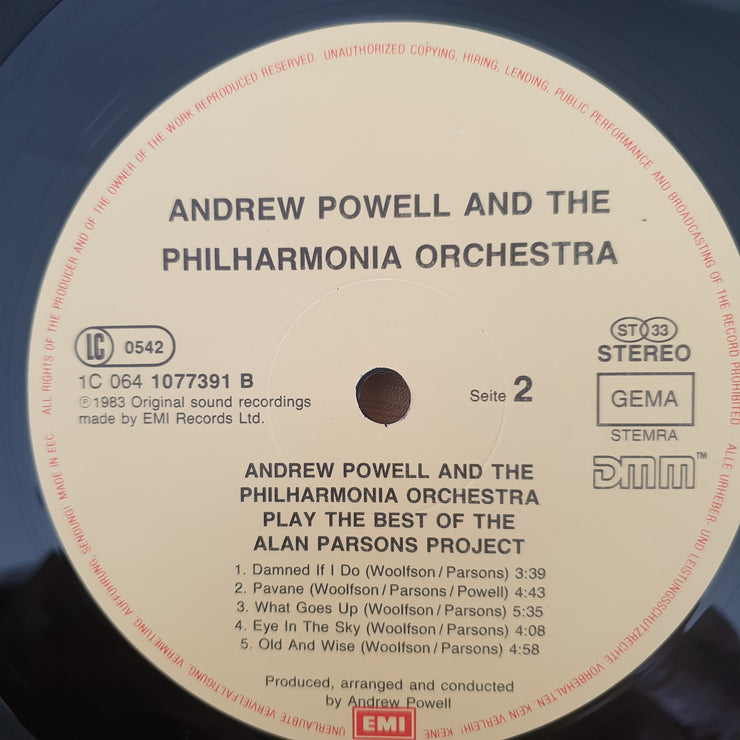 ALL RIGHTS OF THE PRODUCER AND OF THE OWNER OF THE WORK REPRODUCED RESERVED. UNAUTHORIZED COPYING, HIRING, LENDING, PUBLIC PERFORMANCE AND BROADCASTING OF THE RECORD PROHIBITED.
ANDREW POWELL AND THE
PHILHARMONIA ORCHESTRA
LC 0542
1C 064 1077391 B
℗1983 Original sound recordings
made by EMI Records Ltd.
Seite 2
ST 33
STEREO
GEMA
STEMRA
DMM™
ANDREW POWELL AND THE
PHILHARMONIA ORCHESTRA
PLAY THE BEST OF THE
ALAN PARSONS PROJECT
1. Damned If I Do (Woolfson/Parsons) 3:39
2. Pavane (Woolfson/Parsons/Powell) 4:43
3. What Goes Up (Woolfson/Parsons) 5:35
4. Eye In The Sky (Woolfson/Parsons) 4:08
5. Old And Wise (Woolfson/Parsons) 4:58
Produced, arranged and conducted
by Andrew Powell
EMI
ALLE URHEBER- UND LEISTUNGSSCHUTZRECHTE VORBEHALTEN. KEIN VERLEIH! KEINE UNERLAUBTE VERVIELFÄLTIGUNG, VERMIETUNG, AUFFÜHRUNG, SENDUNG! MADE IN EEC.